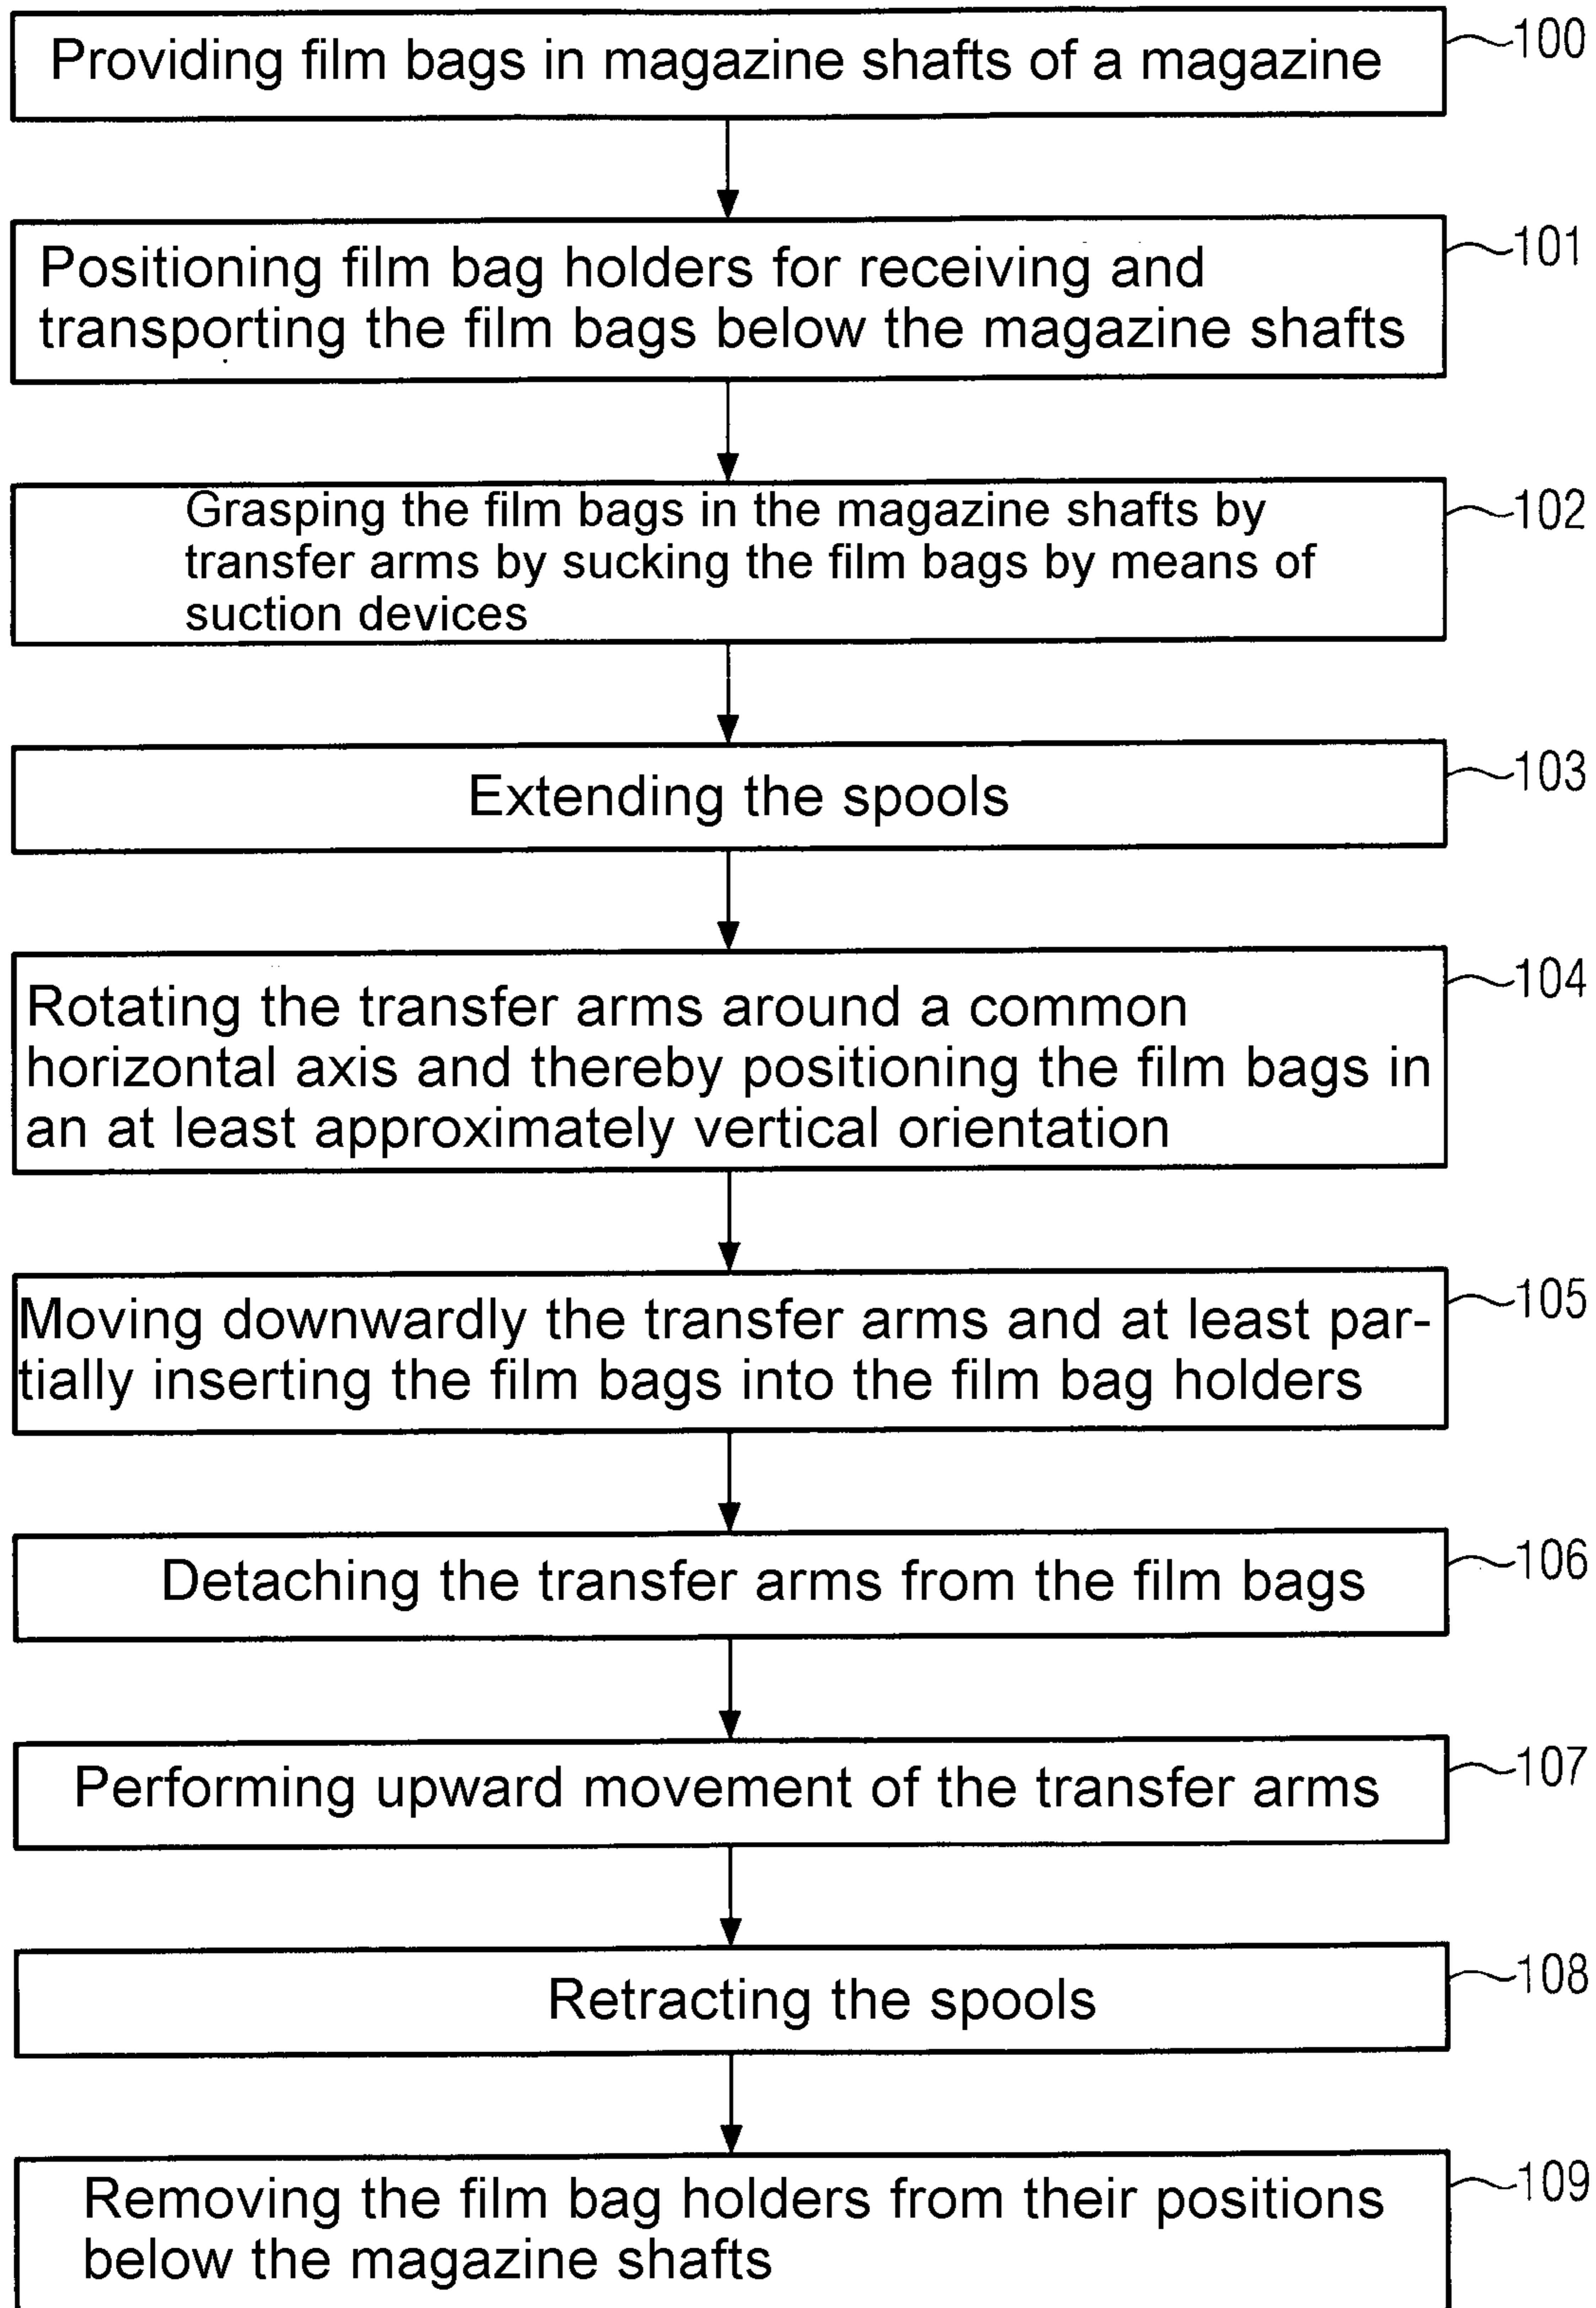 Providing film bags in magazine shafts of a magazine
100
Positioning film bag holders for receiving and
transporting the film bags below the magazine shafts
101
Grasping the film bags in the magazine shafts by
transfer arms by sucking the film bags by means of
suction devices
102
Extending the spools
103
Rotating the transfer arms around a common
horizontal axis and thereby positioning the film bags in
an at least approximately vertical orientation
104
Moving downwardly the transfer arms and at least par-
tially inserting the film bags into the film bag holders
105
Detaching the transfer arms from the film bags
106
Performing upward movement of the transfer arms
107
Retracting the spools
108
Removing the film bag holders from their positions
below the magazine shafts
109